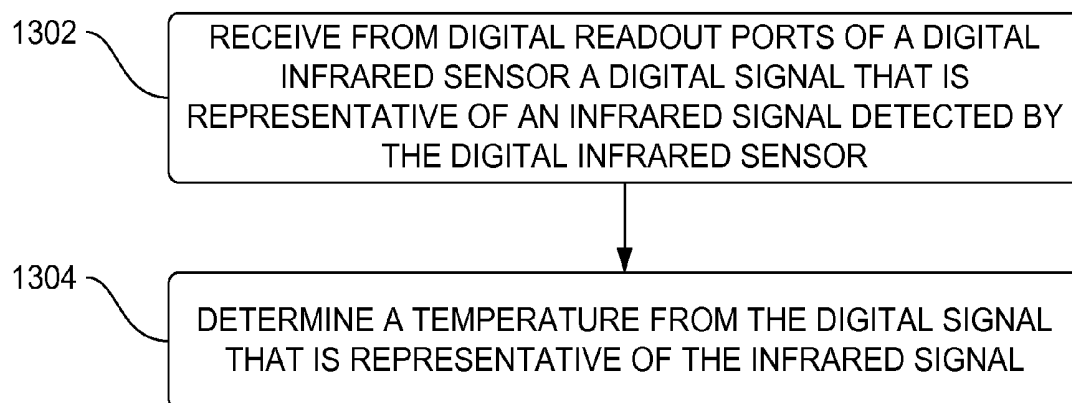 1302
RECEIVE FROM DIGITAL READOUT PORTS OF A DIGITAL
INFRARED SENSOR A DIGITAL SIGNAL THAT IS
REPRESENTATIVE OF AN INFRARED SIGNAL DETECTED BY
THE DIGITAL INFRARED SENSOR
1304
DETERMINE A TEMPERATURE FROM THE DIGITAL SIGNAL
THAT IS REPRESENTATIVE OF THE INFRARED SIGNAL